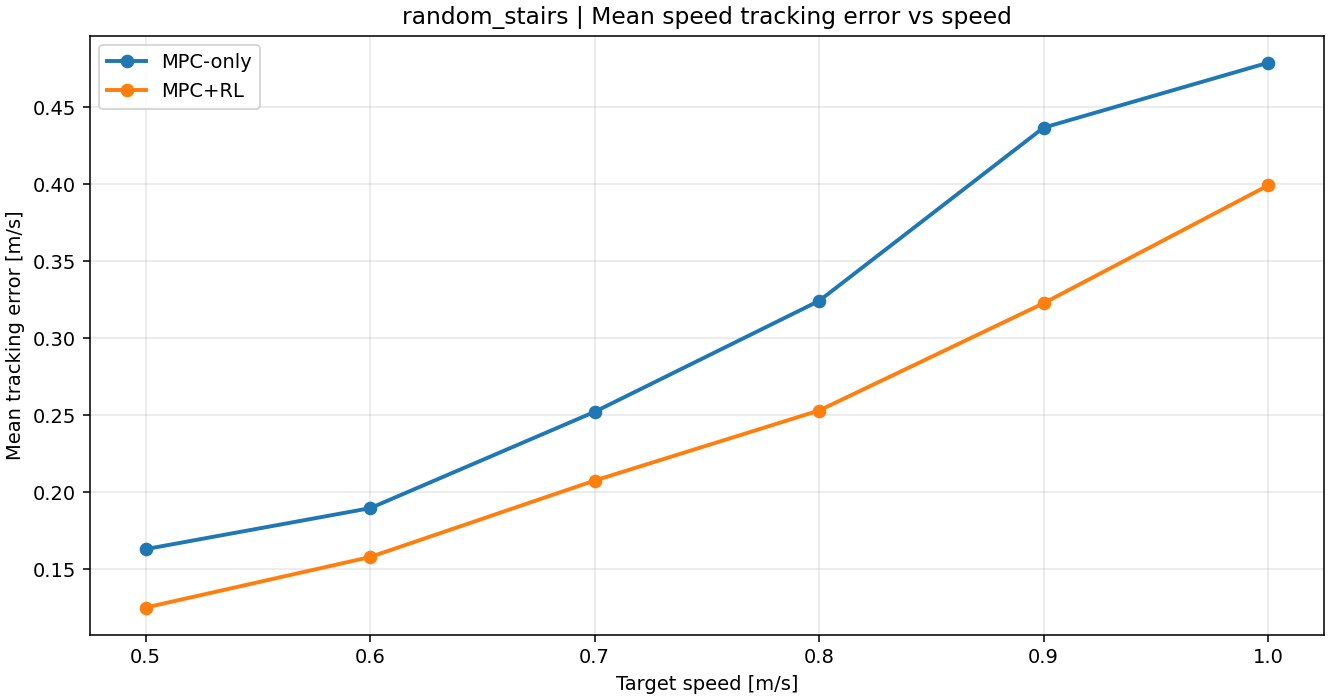 random_stairs | Mean speed tracking error vs speed
MPC-only
MPC+RL
Mean tracking error [m/s]
0.45
0.40
0.35
0.30
0.25
0.20
0.15
0.5 0.6 0.7 0.8 0.9 1.0
Target speed [m/s]